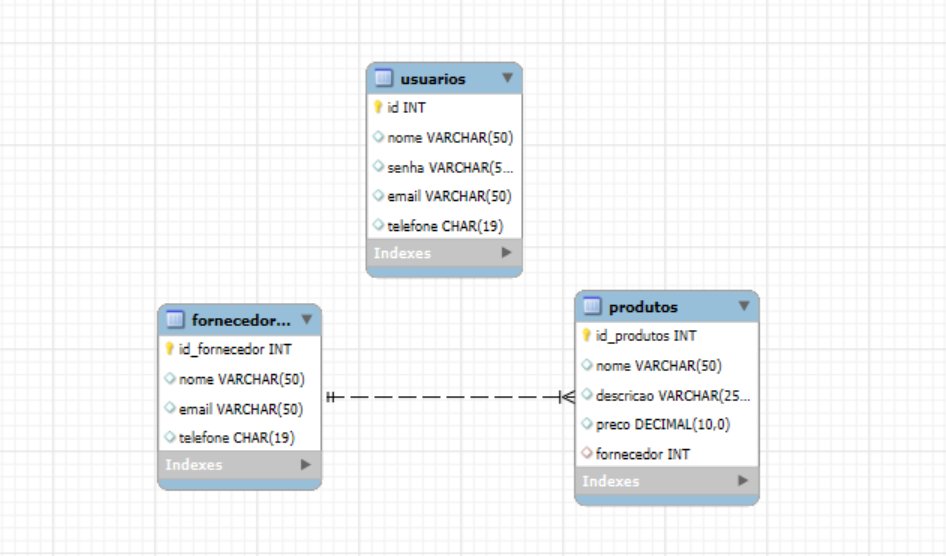 usuarios
id INT
nome VARCHAR(50)
senha VARCHAR(5...
email VARCHAR(50)
telefone CHAR(19)
Indexes
fornecedor...
id_fornecedor INT
nome VARCHAR(50)
email VARCHAR(50)
telefone CHAR(19)
Indexes
produtos
id_produtos INT
nome VARCHAR(50)
descricao VARCHAR(25...
preco DECIMAL(10,0)
fornecedor INT
Indexes